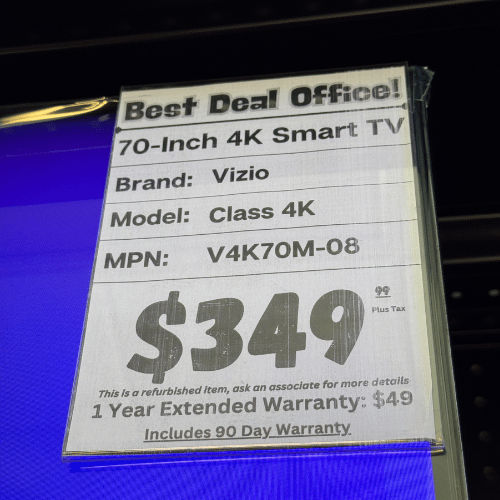 Best Deal Office!
70-Inch 4K Smart TV
Brand: Vizio
Model: Class 4K
MPN: V4K70M-08
$349 99
Plus Tax
This is a refurbished item, ask an associate for more details
1 Year Extended Warranty: $49
Includes 90 Day Warranty